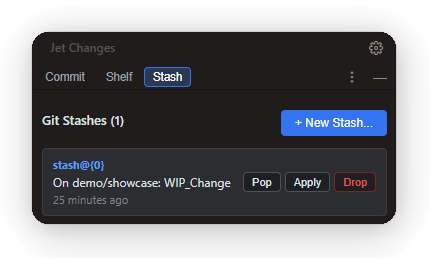 Jet Changes
Commit Shelf Stash
Git Stashes (1)
+ New Stash...
stash@{0}
On demo/showcase: WIP_Change
Pop Apply Drop
25 minutes ago